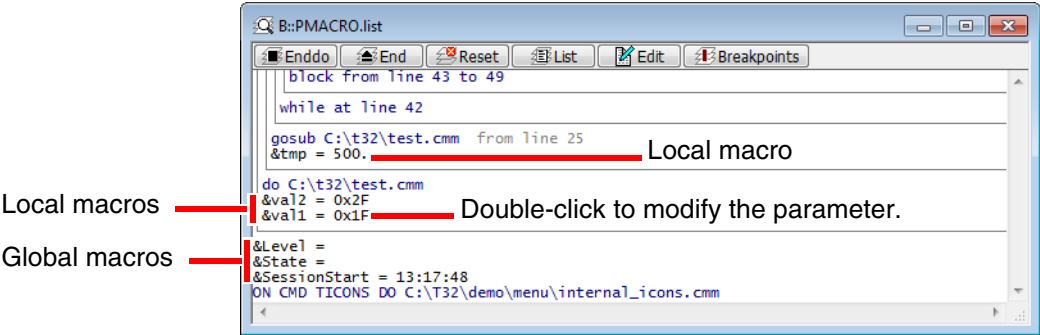 B::PMACRO.list
Enddo End Reset List Edit Breakpoints
block from line 43 to 49
while at line 42
gosub C:\t32\test.cmm from line 25
&tmp = 500. Local macro
do C:\t32\test.cmm
Local macros &val2 = 0x2F
&val1 = 0x1F Double-click to modify the parameter.
&Level =
Global macros &State =
&SessionStart = 13:17:48
ON CMD TICONS DO C:\T32\demo\menu\internal_icons.cmm